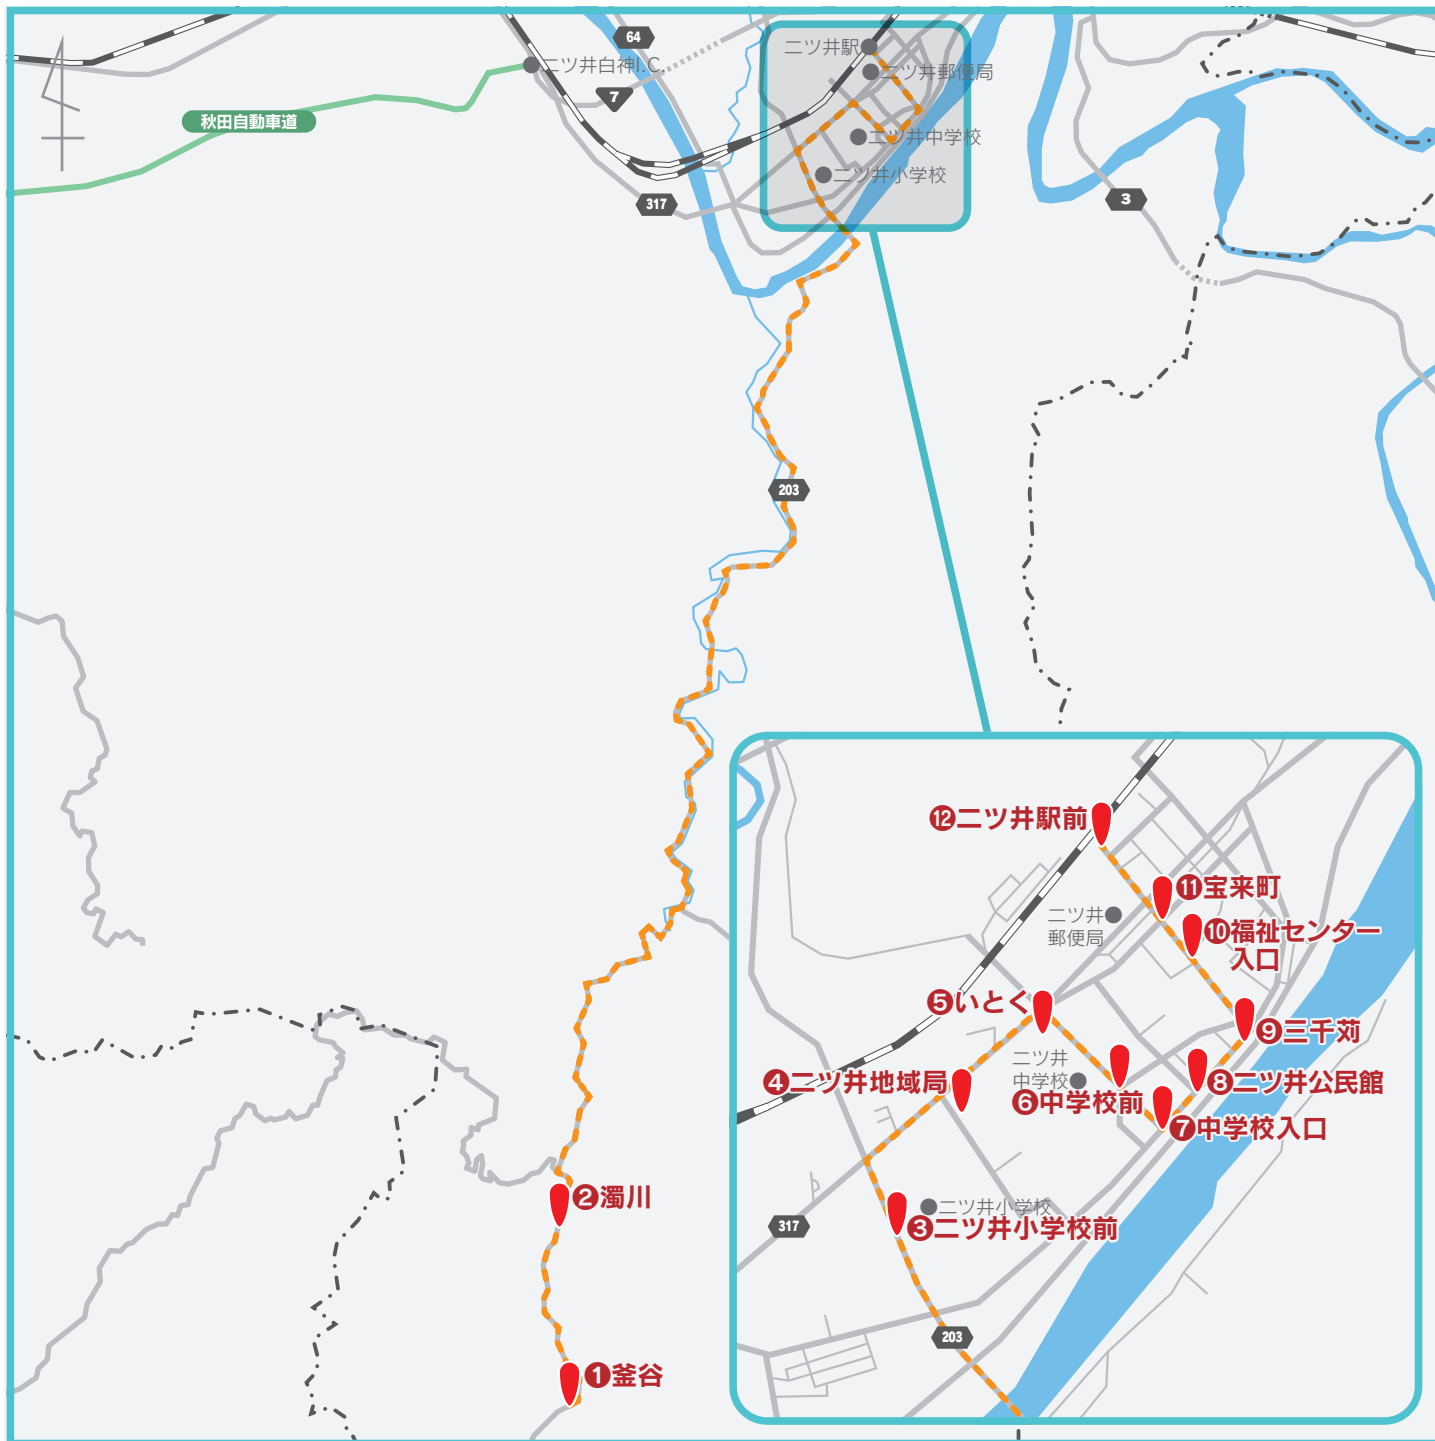 64
二ツ井駅
二ツ井白神I.C.
二ツ井郵便局
7
秋田自動車道
二ツ井中学校
二ツ井小学校
317
3
203
⑫二ツ井駅前
⑪宝来町
二ツ井
郵便局
⑩福祉センター
入口
⑤いとく
⑨三千苅
二ツ井
中学校
④二ツ井地域局
⑧二ツ井公民館
⑥中学校前
⑦中学校入口
②濁川
二ツ井小学校
317
③二ツ井小学校前
203
①釜谷